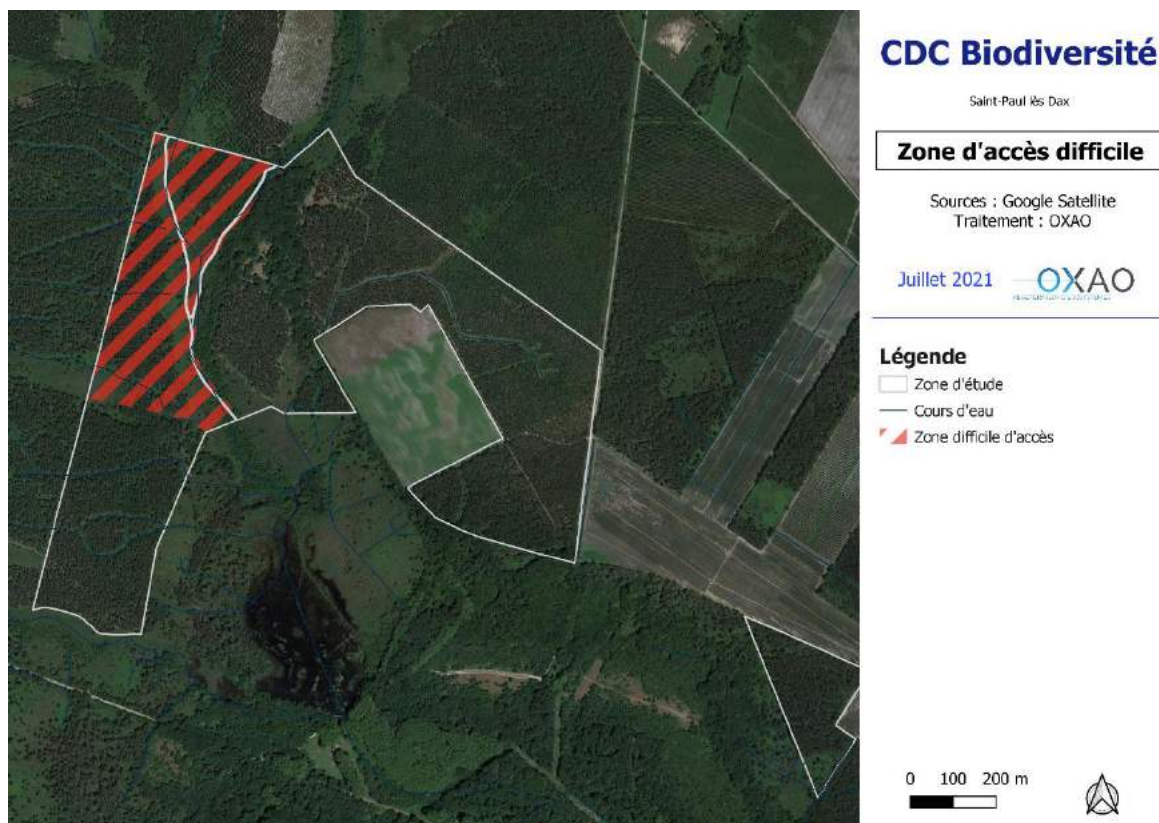 CDC Biodiversité
Saint-Paul lès Dax
Zone d'accès difficile
Sources : Google Satellite
Traitement : OXAO
Juillet 2021
OXAO
Légende
Zone d'étude
Cours d'eau
Zone difficile d'accès
0 100 200 m